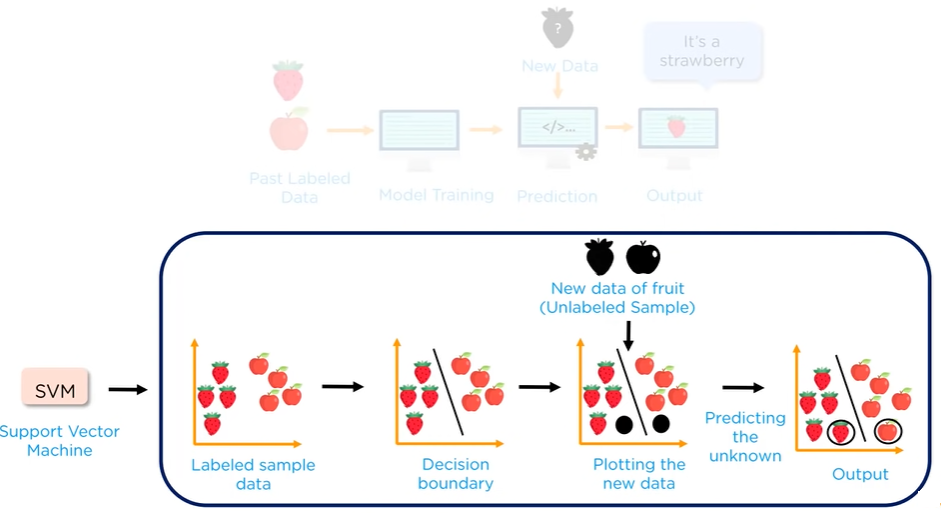 ?
New Data
It's a
strawberry
</>...
Past Labeled
Data
Model Training
Prediction
Output
New data of fruit
(Unlabeled Sample)
SVM
Support Vector
Machine
Labeled sample
data
Decision
boundary
Plotting the
new data
Predicting
the
unknown
Output